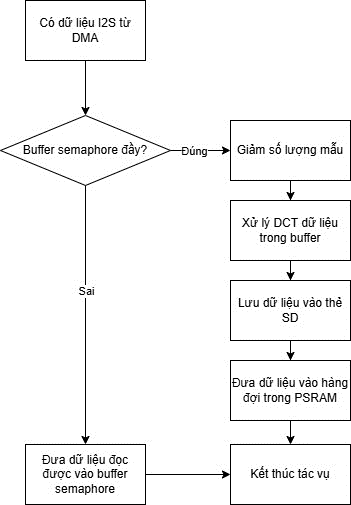 Có dữ liệu I2S từ
DMA
Buffer semaphore đầy?
Đúng
Giảm số lượng mẫu
Xử lý DCT dữ liệu
trong buffer
Sai
Lưu dữ liệu vào thẻ
SD
Đưa dữ liệu vào hàng
đợi trong PSRAM
Đưa dữ liệu đọc
được vào buffer
semaphore
Kết thúc tác vụ